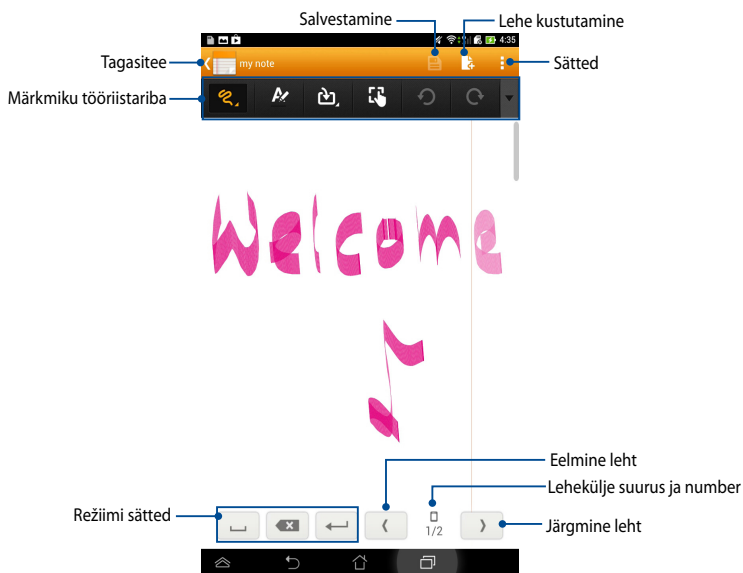 Salvestamine
Lehe kustutamine
4:35
Tagasitee
my note
Sätted
Märkmiku tööriistariba
Welcome
Eelmine leht
Lehekülje suurus ja number
Režiimi sätted
1/2
Järgmine leht